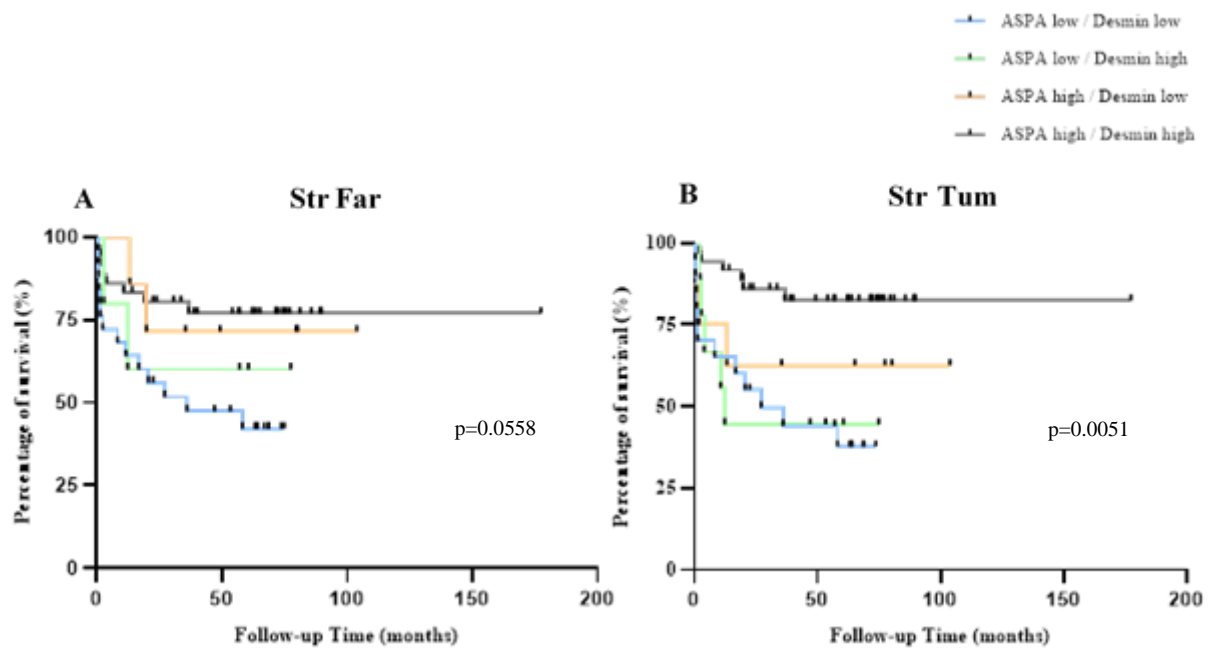 ASPA low / Desmin low
ASPA low / Desmin high
ASPA high / Desmin low
ASPA high / Desmin high
A
Str Far
Percentage of survival (%)
100
75
50
25
0
p=0.0558
0 50 100 150 200
Follow-up Time (months)
B
Str Tum
Percentage of survival (%)
100
75
50
25
0
p=0.0051
0 50 100 150 200
Follow-up Time (months)